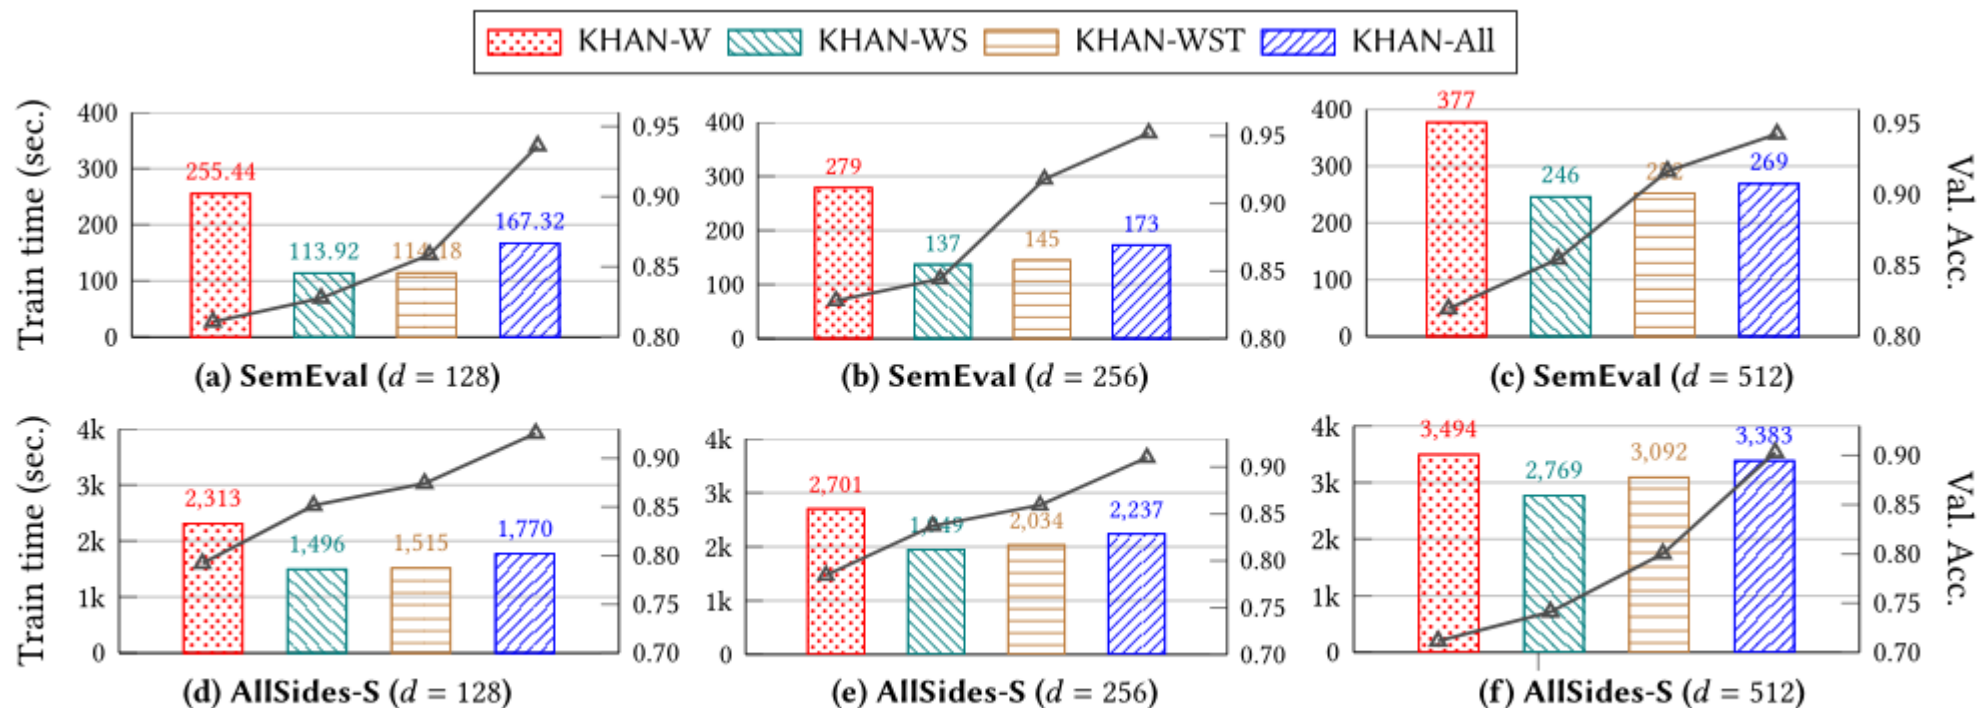 KHAN-W KHAN-WS KHAN-WST KHAN-All
Train time (sec.)
400
300
200
100
0
255.44
113.92
114.18
167.32
0.95
0.90
0.85
0.80
(a) SemEval (d = 128)
400
300
200
100
0
279
137
145
173
0.95
0.90
0.85
0.80
(b) SemEval (d = 256)
400
300
200
100
0
377
246
269
0.95
0.90
0.85
0.80
Val. Acc.
(c) SemEval (d = 512)
Train time (sec.)
4k
3k
2k
1k
0
2,313
1,496
1,515
1,770
0.90
0.85
0.80
0.75
0.70
(d) AllSides-S (d = 128)
4k
3k
2k
1k
0
2,701
2,034
2,237
0.90
0.85
0.80
0.75
0.70
(e) AllSides-S (d = 256)
4k
3k
2k
1k
0
3,494
2,769
3,092
3,383
0.90
0.85
0.80
0.75
0.70
Val. Acc.
(f) AllSides-S (d = 512)